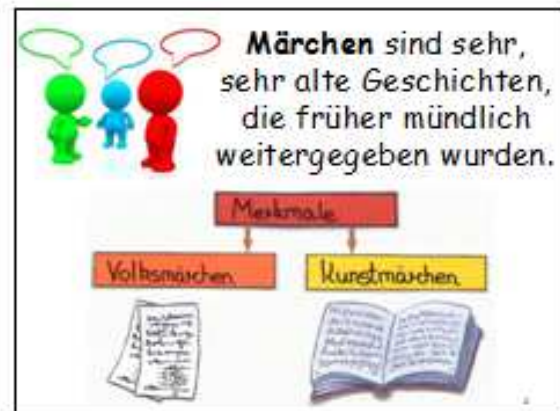 Märchen sind sehr,
sehr alte Geschichten,
die früher mündlich
weitergegeben wurden.
Merkmale
Volksmärchen
Kunstmärchen